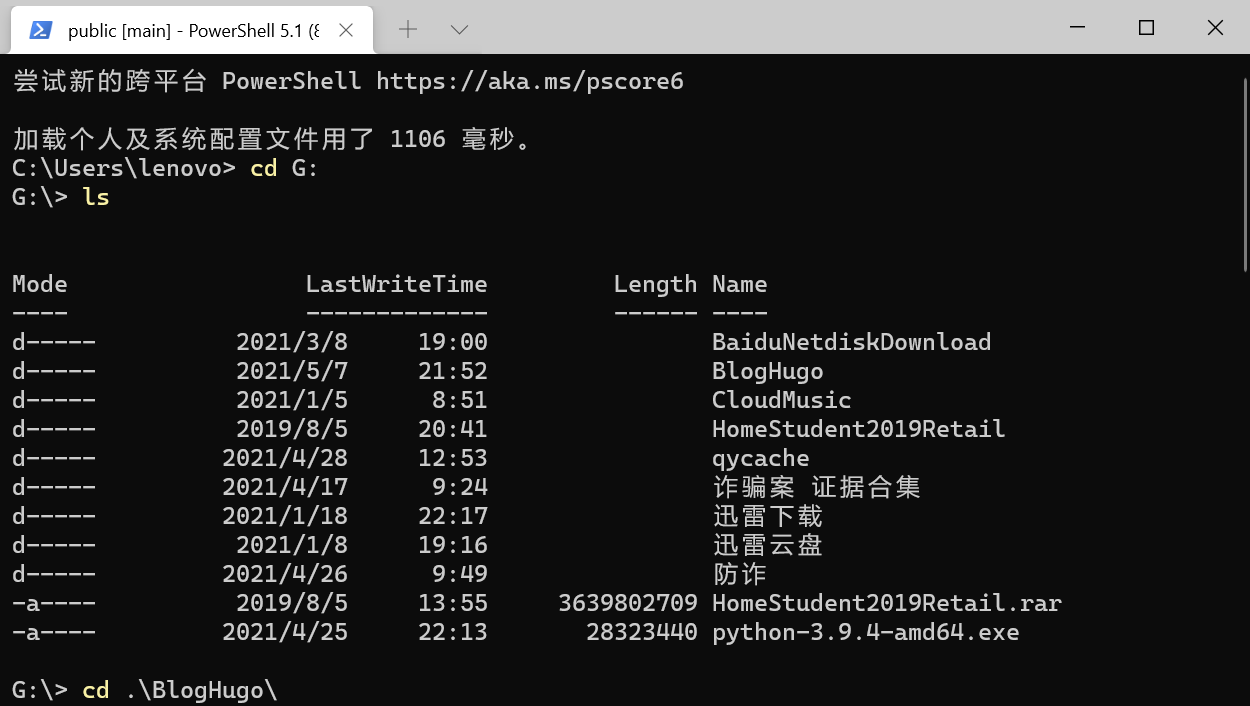 public [main] - PowerShell 5.1 (8
尝试新的跨平台 PowerShell https://aka.ms/pscore6
加载个人及系统配置文件用了 1106 毫秒。
C:\Users\lenovo> cd G:
G:\> ls
Mode LastWriteTime Length Name
---- ------------- ------ ----
d----- 2021/3/8 19:00 BaiduNetdiskDownload
d----- 2021/5/7 21:52 BlogHugo
d----- 2021/1/5 8:51 CloudMusic
d----- 2019/8/5 20:41 HomeStudent2019Retail
d----- 2021/4/28 12:53 qycache
d----- 2021/4/17 9:24 诈骗案 证据合集
d----- 2021/1/18 22:17 迅雷下载
d----- 2021/1/8 19:16 迅雷云盘
d----- 2021/4/26 9:49 防诈
-a---- 2019/8/5 13:55 3639802709 HomeStudent2019Retail.rar
-a---- 2021/4/25 22:13 28323440 python-3.9.4-amd64.exe
G:\> cd .\BlogHugo\